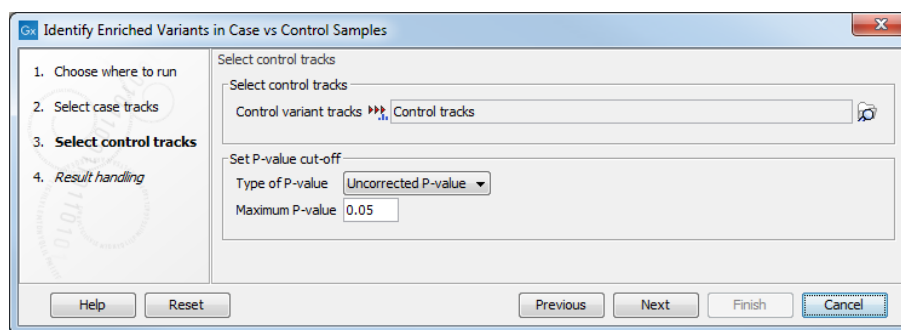 Gx Identify Enriched Variants in Case vs Control Samples
1. Choose where to run
2. Select case tracks
3. Select control tracks
4. Result handling
Select control tracks
Select control tracks
Control variant tracks Control tracks
Set P-value cut-off
Type of P-value Uncorrected P-value
Maximum P-value 0.05
Help Reset Previous Next Finish Cancel